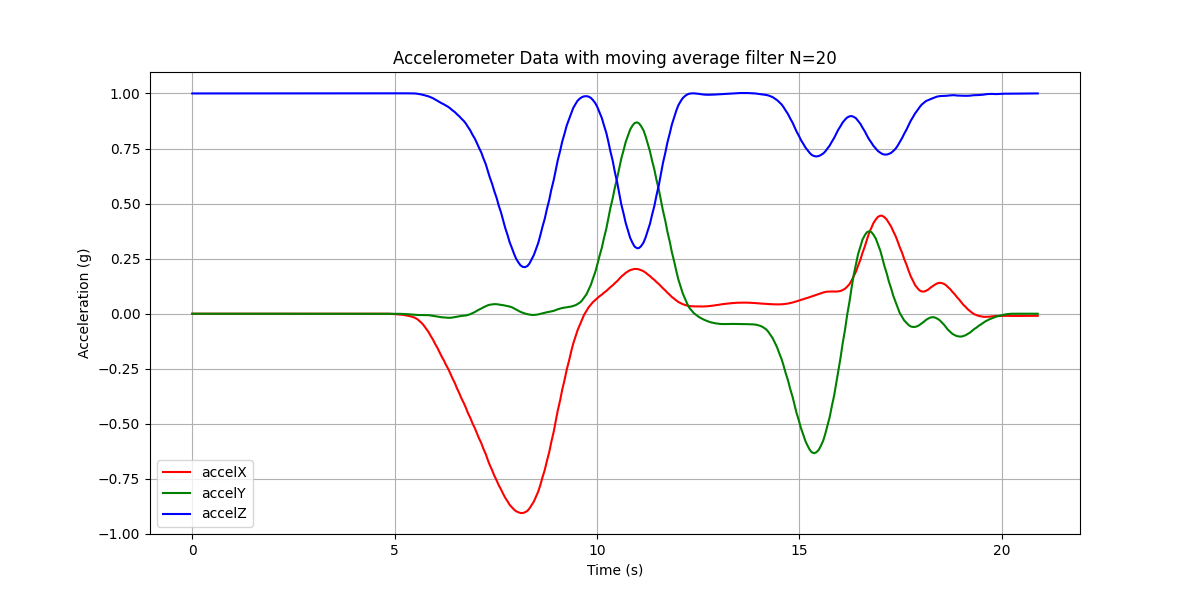 Accelerometer Data with moving average filter N=20
1.00
0.75
0.50
0.25
0.00
−0.25
−0.50
−0.75
−1.00
Acceleration (g)
accelX
accelY
accelZ
0 5 10 15 20
Time (s)